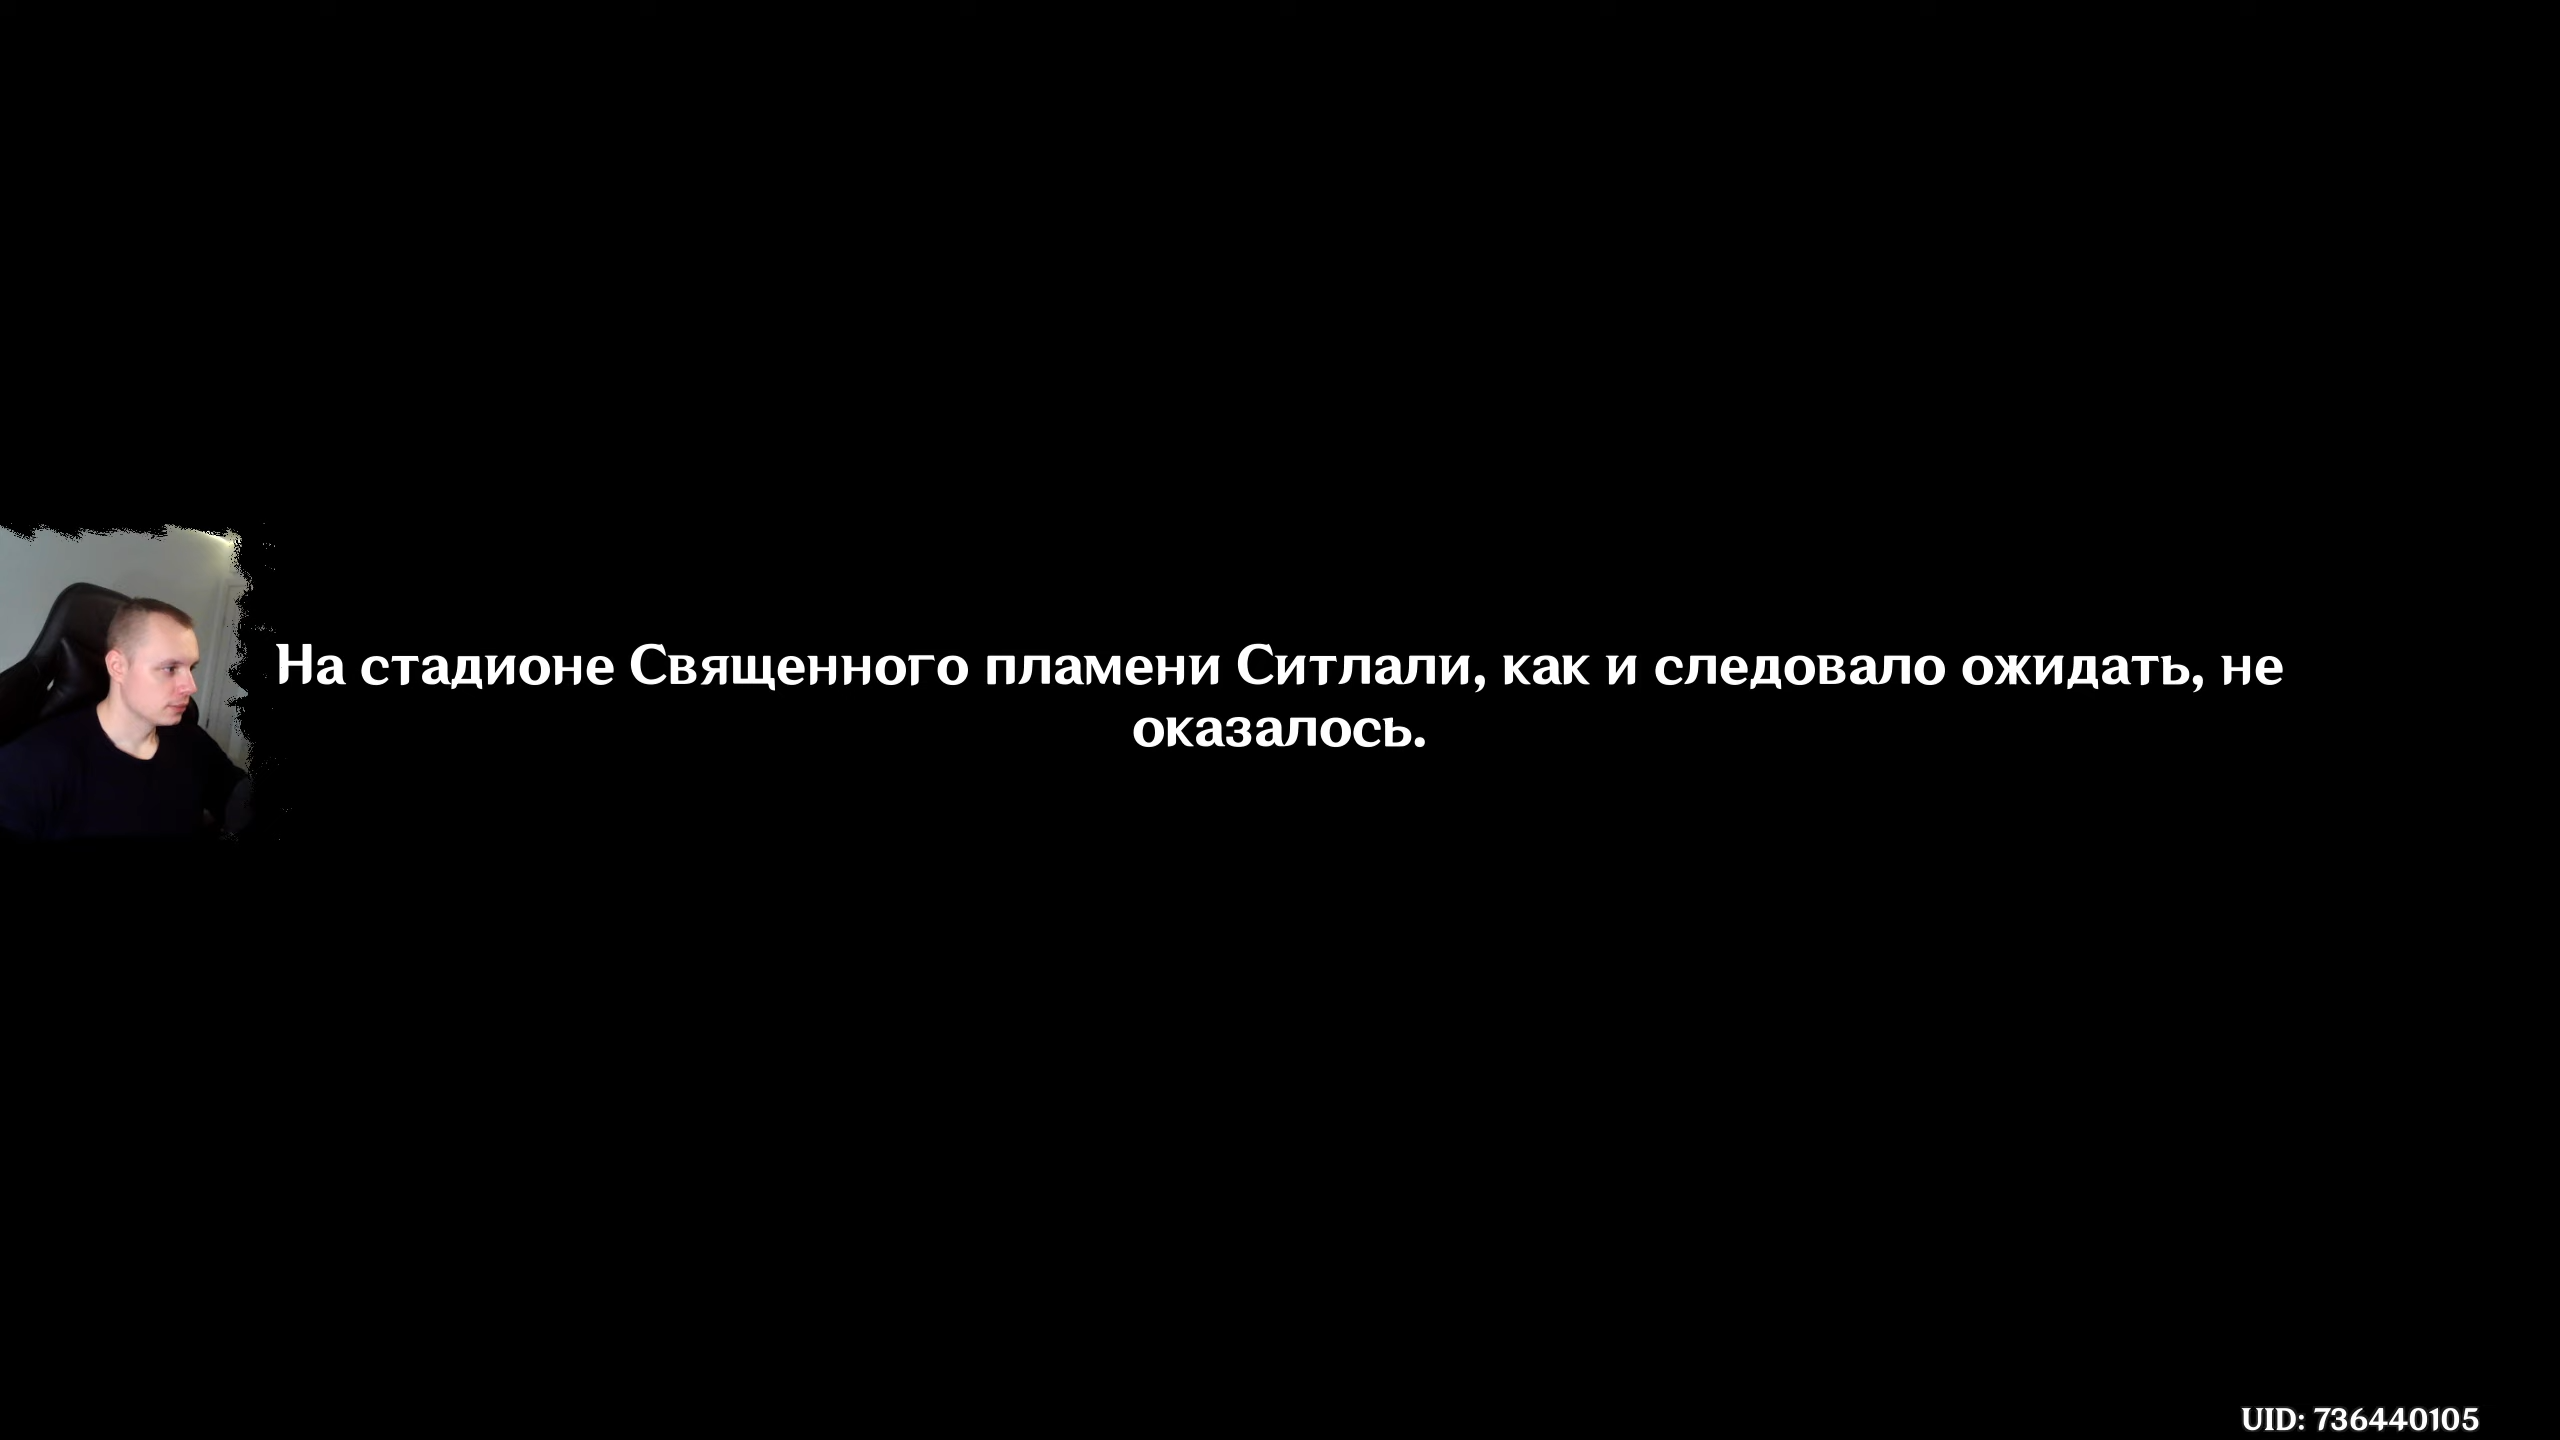 На стадионе Священного пламени Ситлали, как и следовало ожидать, не
оказалось.
UID: 736440105